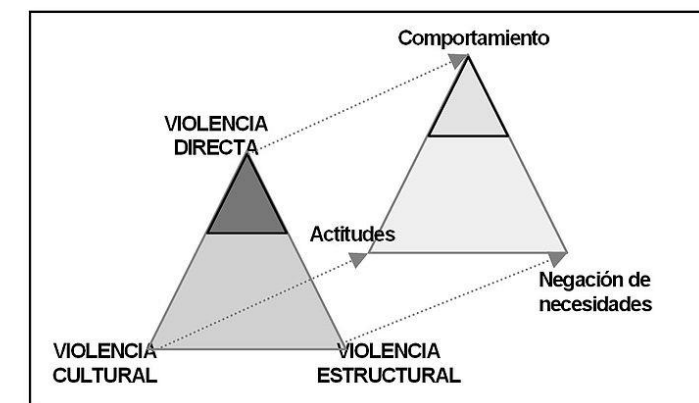 Comportamiento
VIOLENCIA
DIRECTA
Actitudes
Negación de
necesidades
VIOLENCIA
CULTURAL
VIOLENCIA
ESTRUCTURAL